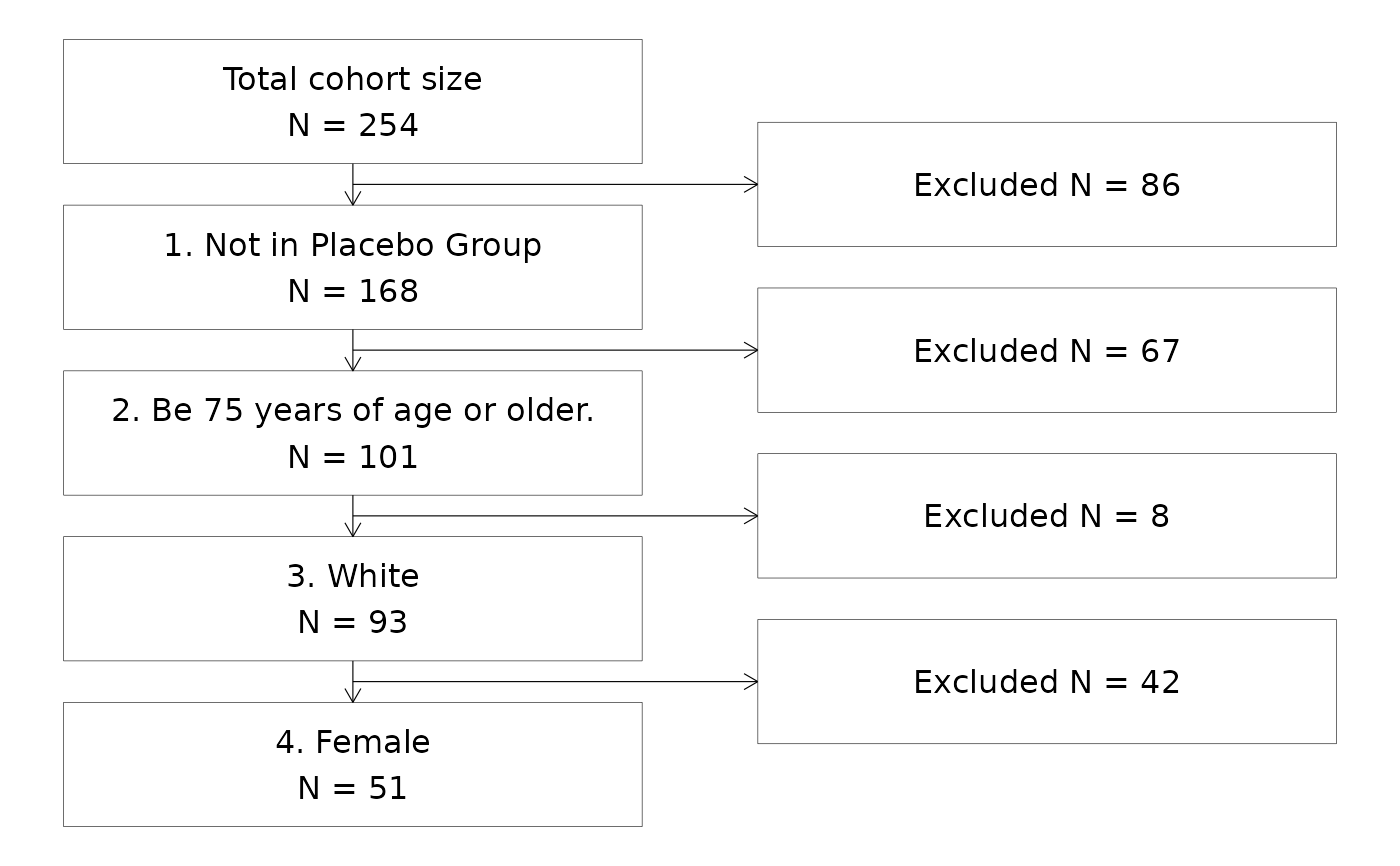 Total cohort size
N = 254
Excluded N = 86
1. Not in Placebo Group
N = 168
Excluded N = 67
2. Be 75 years of age or older.
N = 101
Excluded N = 8
3. White
N = 93
Excluded N = 42
4. Female
N = 51